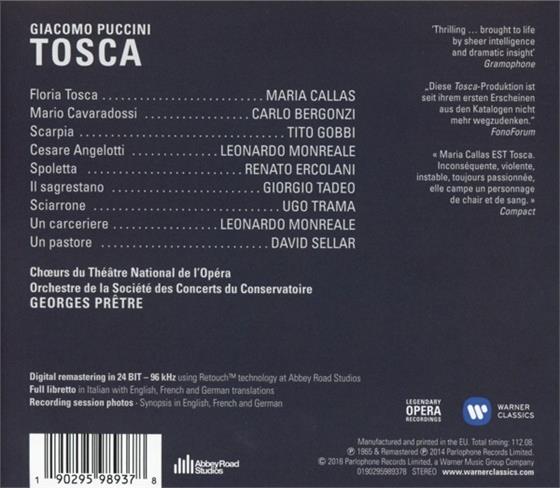 GIACOMO PUCCINI
TOSCA
Floria Tosca ........................ MARIA CALLAS
Mario Cavaradossi ................ CARLO BERGONZI
Scarpia ................................ TITO GOBBI
Cesare Angelotti ............ LEONARDO MONREALE
Spoletta ........................ RENATO ERCOLANI
Il sagrestano .................... GIORGIO TADEO
Sciarrone ............................ UGO TRAMA
Un carceriere ............ LEONARDO MONREALE
Un pastore ........................ DAVID SELLAR
Chœurs du Théâtre National de l'Opéra
Orchestre de la Société des Concerts du Conservatoire
GEORGES PRÊTRE
'Thrilling ... brought to life
by sheer intelligence
and dramatic insight'
Gramophone
„Diese Tosca-Produktion ist
seit ihrem ersten Erscheinen
aus den Katalogen nicht
mehr wegzudenken.“
FonoForum
« Maria Callas EST Tosca.
Inconséquente, violente,
instable, toujours passionnée,
elle campe un personnage
de chair et de sang. »
Compact
Digital remastering in 24 BIT – 96 kHz using Retouch™ technology at Abbey Road Studios
Full libretto in Italian with English, French and German translations
Recording session photos · Synopsis in English, French and German
LEGENDARY
OPERA
RECORDINGS
WARNER
CLASSICS
1 90295 98937 8
Abbey Road
Studios
Manufactured and printed in the EU. Total timing: 112.08.
℗ 1965 & Remastered ℗ 2014 Parlophone Records Limited.
© 2016 Parlophone Records Limited, a Warner Music Group Company.
0190295989378 www.warnerclassics.com